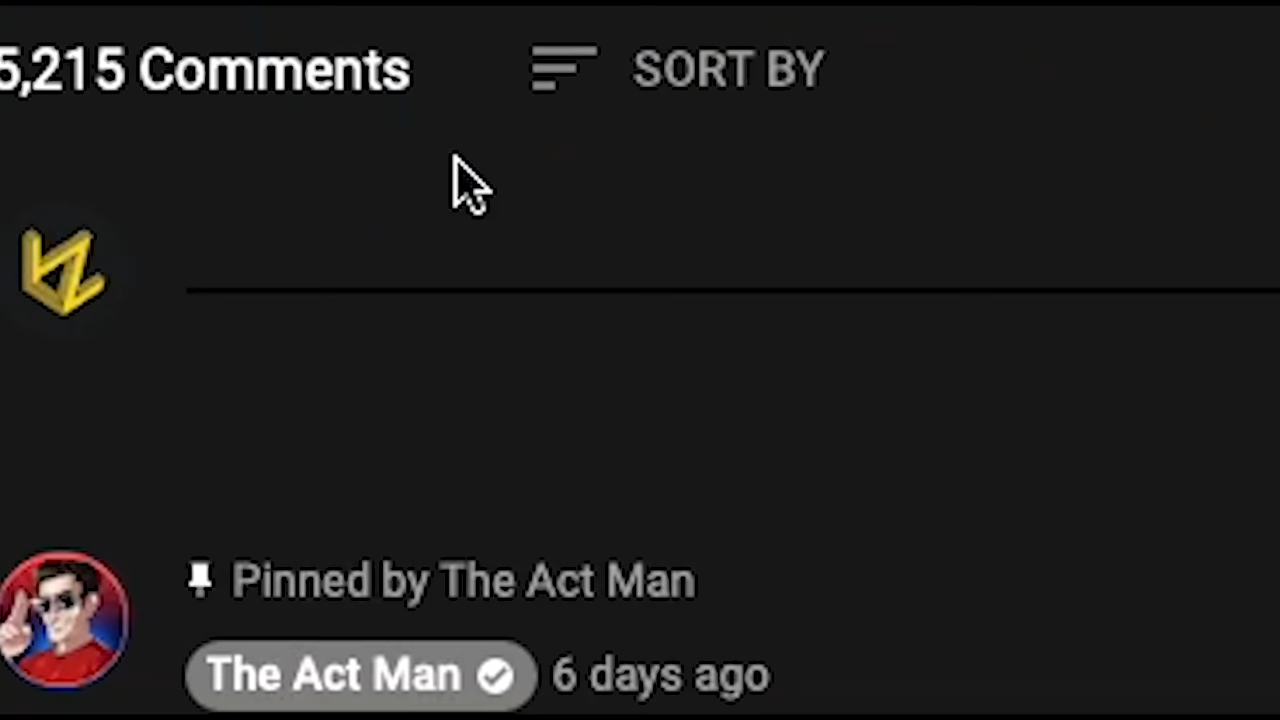 5,215 Comments
SORT BY
Pinned by The Act Man
The Act Man
6 days ago